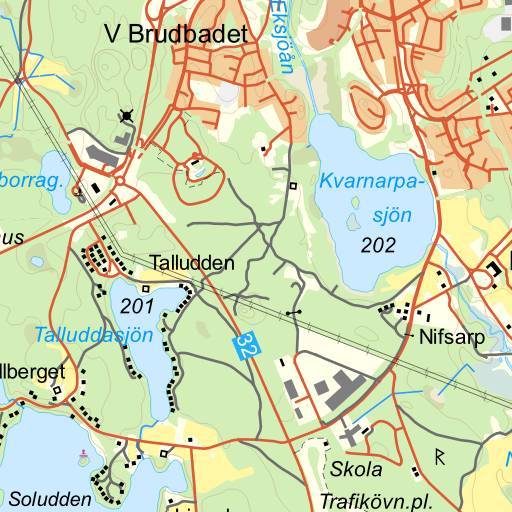 V Brudbadet
Eksjöån
borrag.
Kvarnarpa-
sjön
202
us
Talludden
201
Talluddasjön
32
Nifsarp
llberget
Skola
Soludden
Trafikövn.pl.